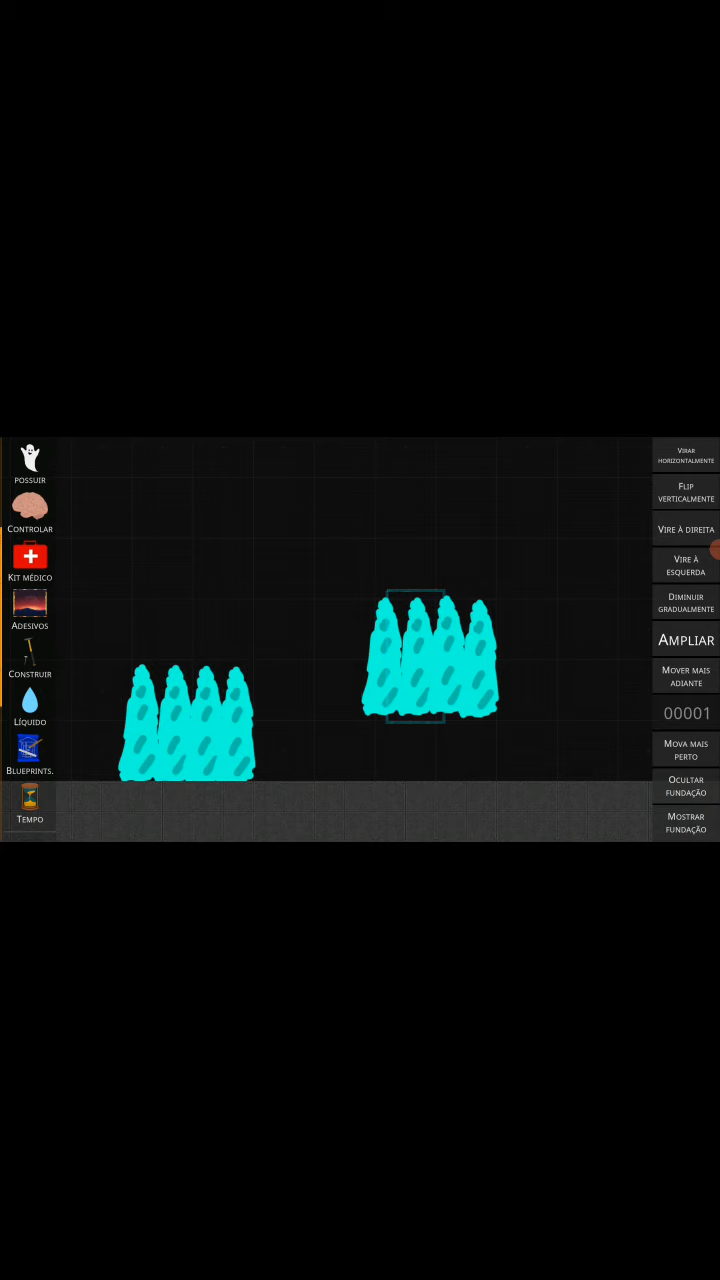 Possuir
Controlar
Kit médico
Adesivos
Construir
Líquido
Blueprints.
Tempo
Virar
horizontalmente
Flip
verticalmente
Vire à direita
Vire à
esquerda
Diminuir
gradualmente
Ampliar
Mover mais
adiante
00001
Mova mais
perto
Ocultar
fundação
Mostrar
fundação